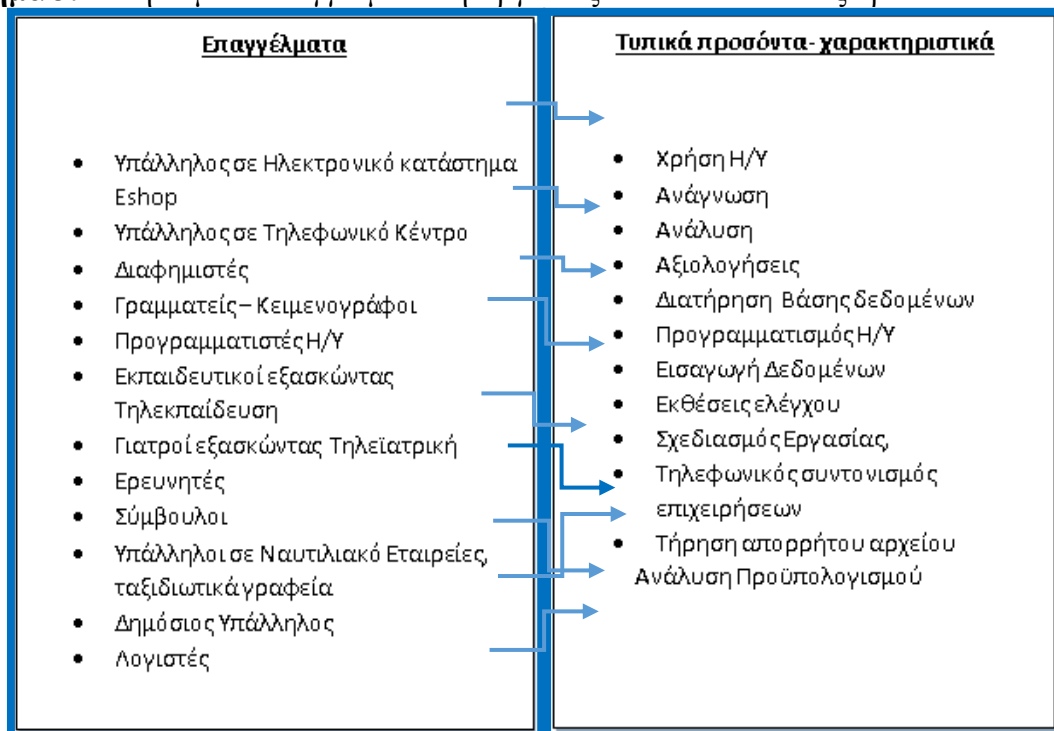 Επαγγέλματα
Υπάλληλος σε Ηλεκτρονικό κατάστημα
Eshop
Υπάλληλος σε Τηλεφωνικό Κέντρο
Διαφημιστές
Γραμματείς – Κειμενογράφοι
Προγραμματιστές Η/Υ
Εκπαιδευτικοί εξασκώντας
Τηλεκπαίδευση
Γιατροί εξασκώντας Τηλεϊατρική
Ερευνητές
Σύμβουλοι
Υπάλληλοι σε Ναυτιλιακό Εταιρείες,
ταξιδιωτικά γραφεία
Δημόσιος Υπάλληλος
Λογιστές
Τυπικά προσόντα- χαρακτηριστικά
Χρήση Η/Υ
Ανάγνωση
Ανάλυση
Αξιολογήσεις
Διατήρηση Βάσης δεδομένων
Προγραμματισμός Η/Υ
Εισαγωγή Δεδομένων
Εκθέσεις ελέγχου
Σχεδιασμός Εργασίας,
Τηλεφωνικός συντονισμός
επιχειρήσεων
Τήρηση απορρήτου αρχείου
Ανάλυση Προϋπολογισμού